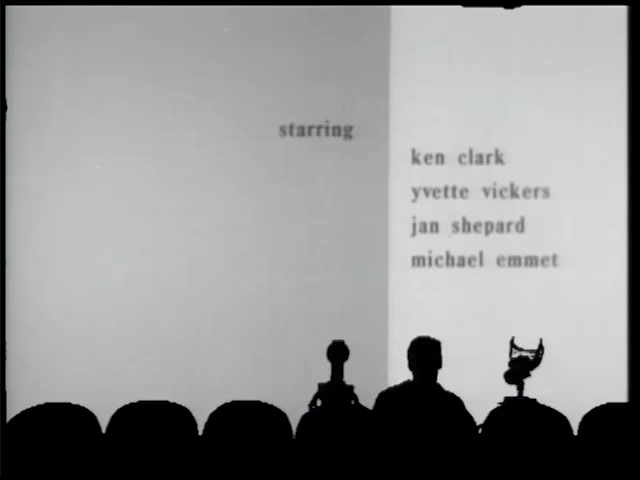 starring
ken clark
yvette vickers
jan shepard
michael emmet